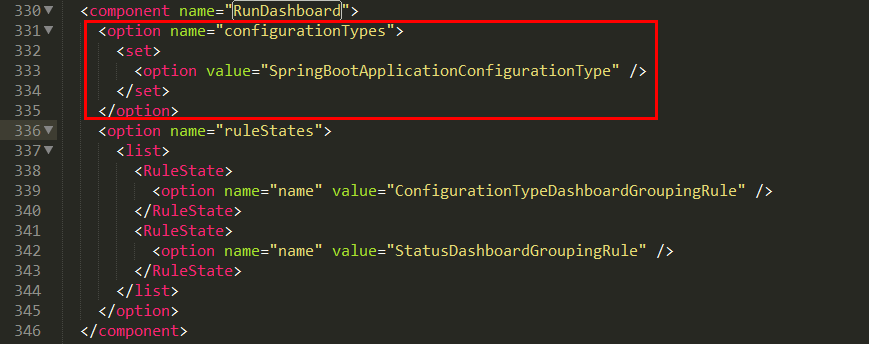 330 <component name="RunDashboard">
331 <option name="configurationTypes">
332 <set>
333 <option value="SpringBootApplicationConfigurationType" />
334 </set>
335 </option>
336 <option name="ruleStates">
337 <list>
338 <RuleState>
339 <option name="name" value="ConfigurationTypeDashboardGroupingRule" />
340 </RuleState>
341 <RuleState>
342 <option name="name" value="StatusDashboardGroupingRule" />
343 </RuleState>
344 </list>
345 </option>
346 </component>